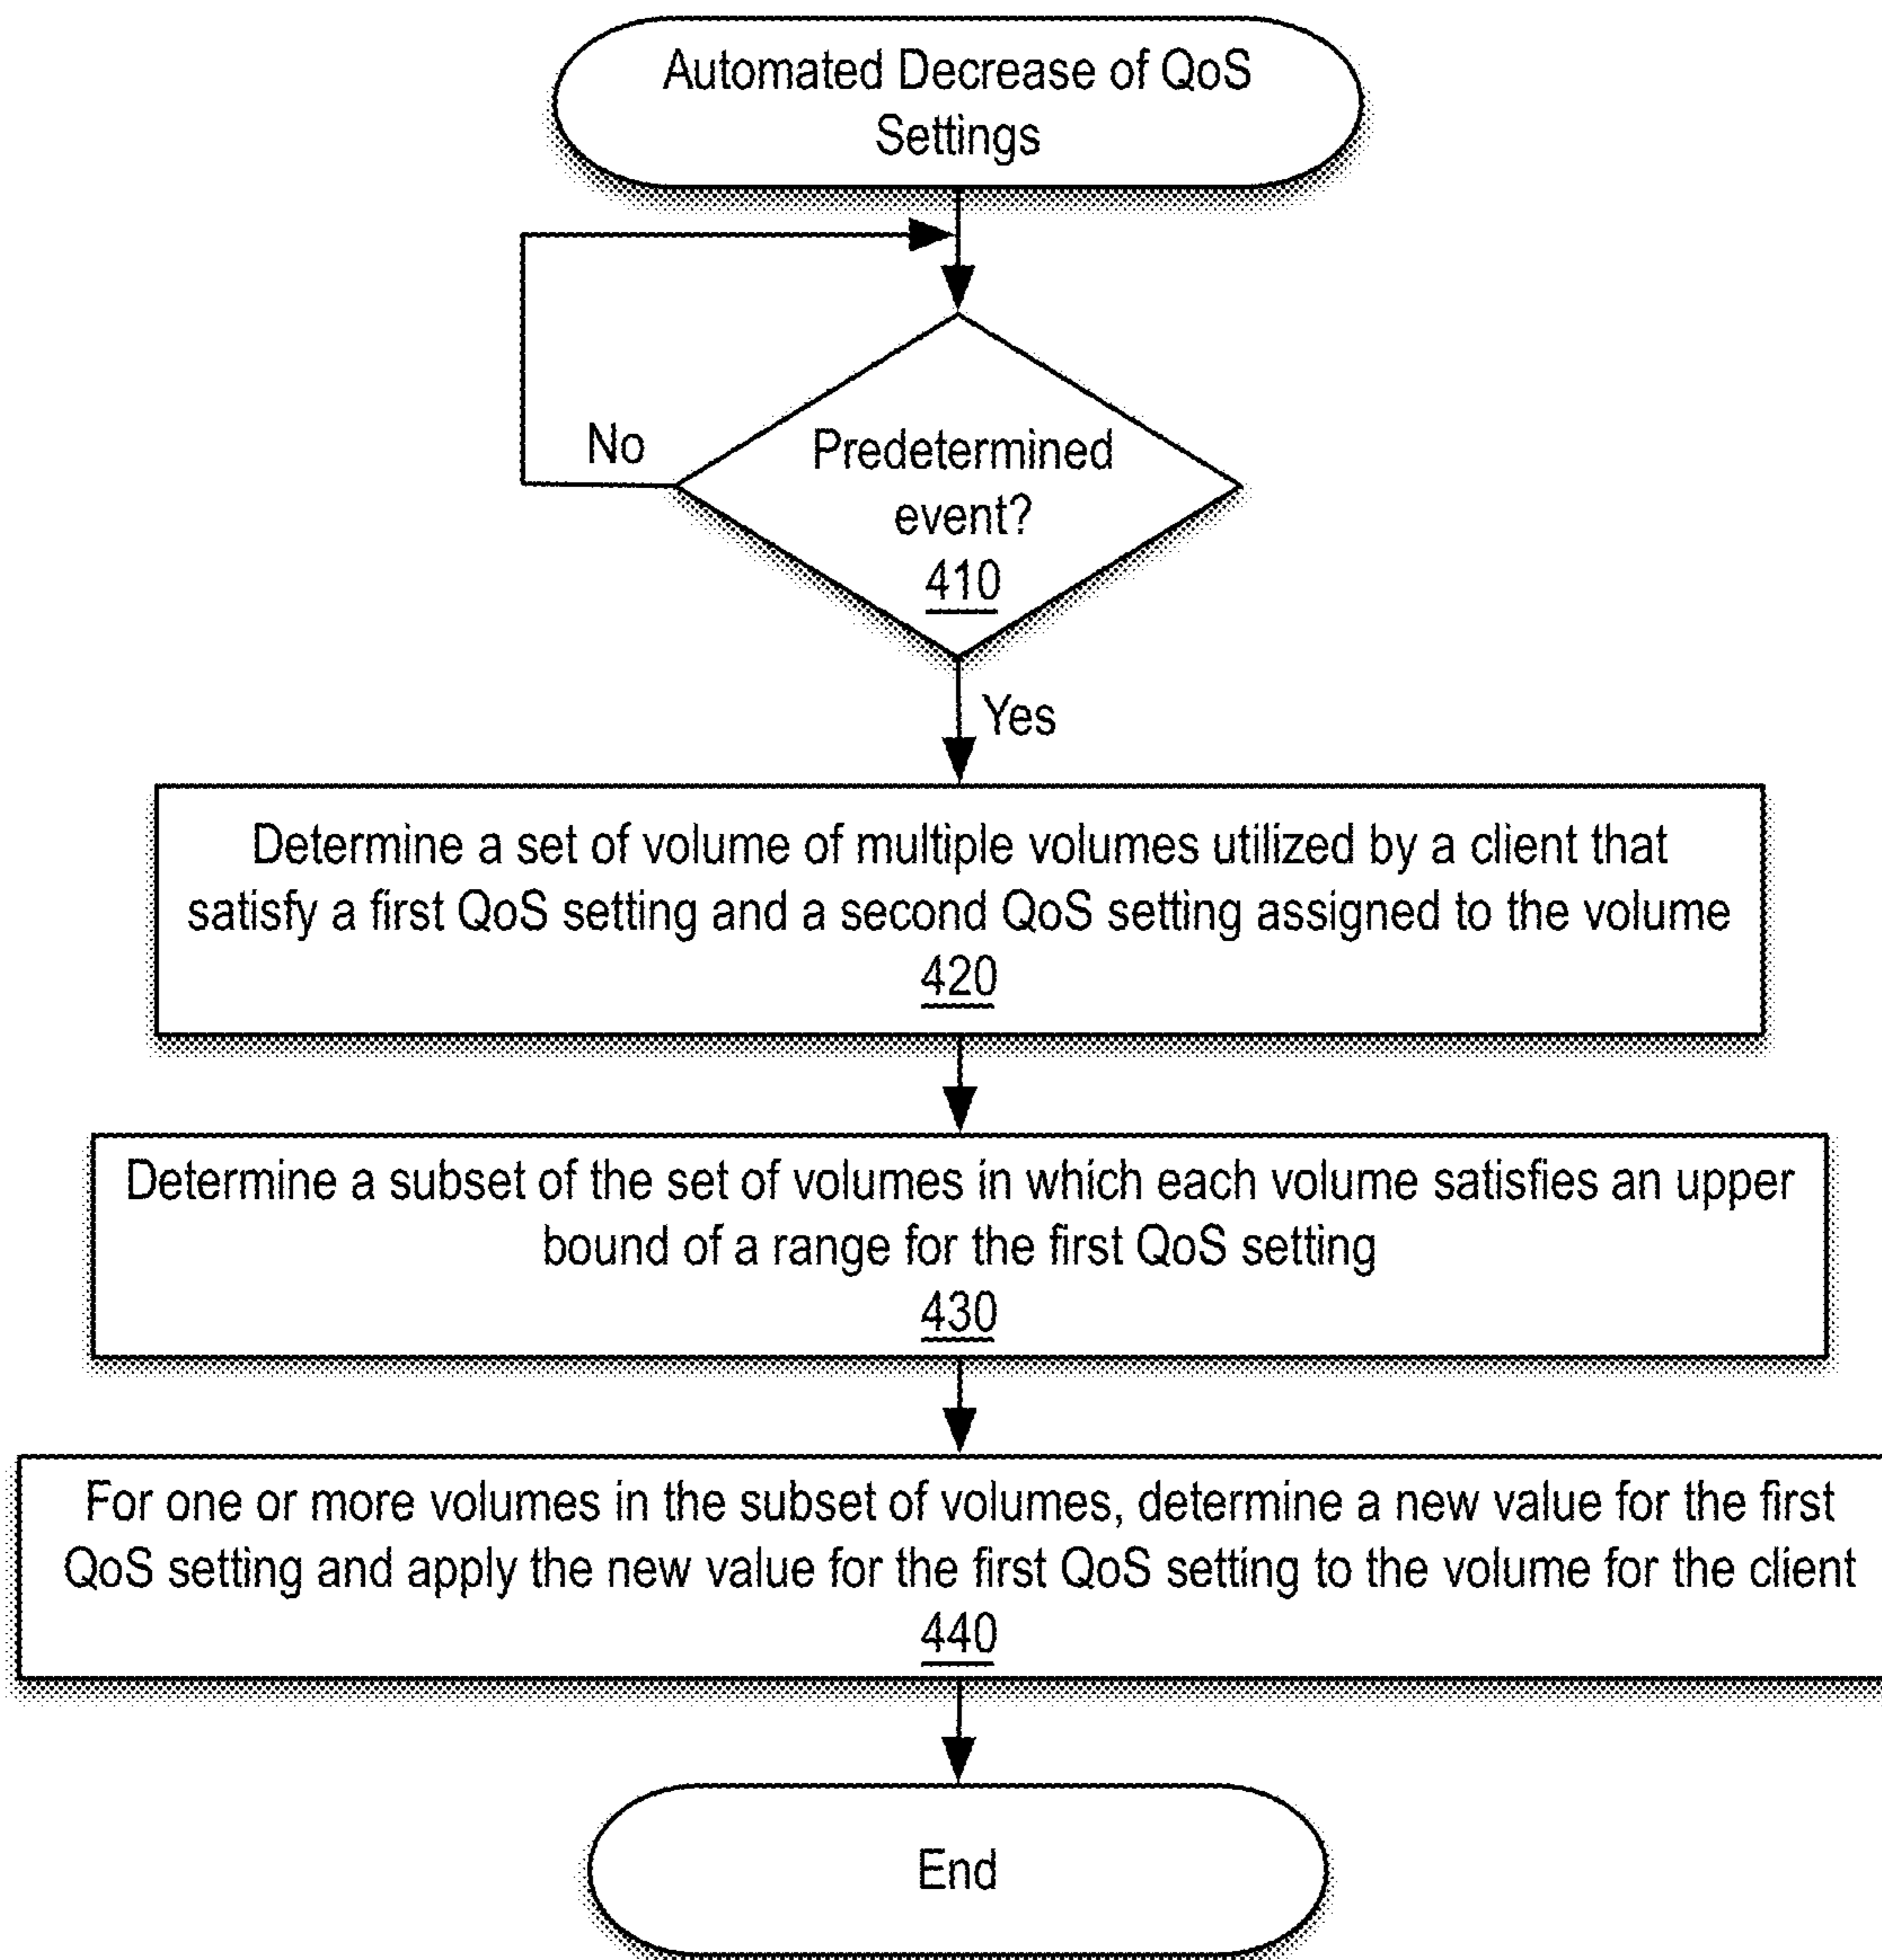 Automated Decrease of QoS
Settings
No
Predetermined
event?
410
Yes
Determine a set of volume of multiple volumes utilized by a client that
satisfy a first QoS setting and a second QoS setting assigned to the volume
420
Determine a subset of the set of volumes in which each volume satisfies an upper
bound of a range for the first QoS setting
430
For one or more volumes in the subset of volumes, determine a new value for the first
QoS setting and apply the new value for the first QoS setting to the volume for the client
440
End